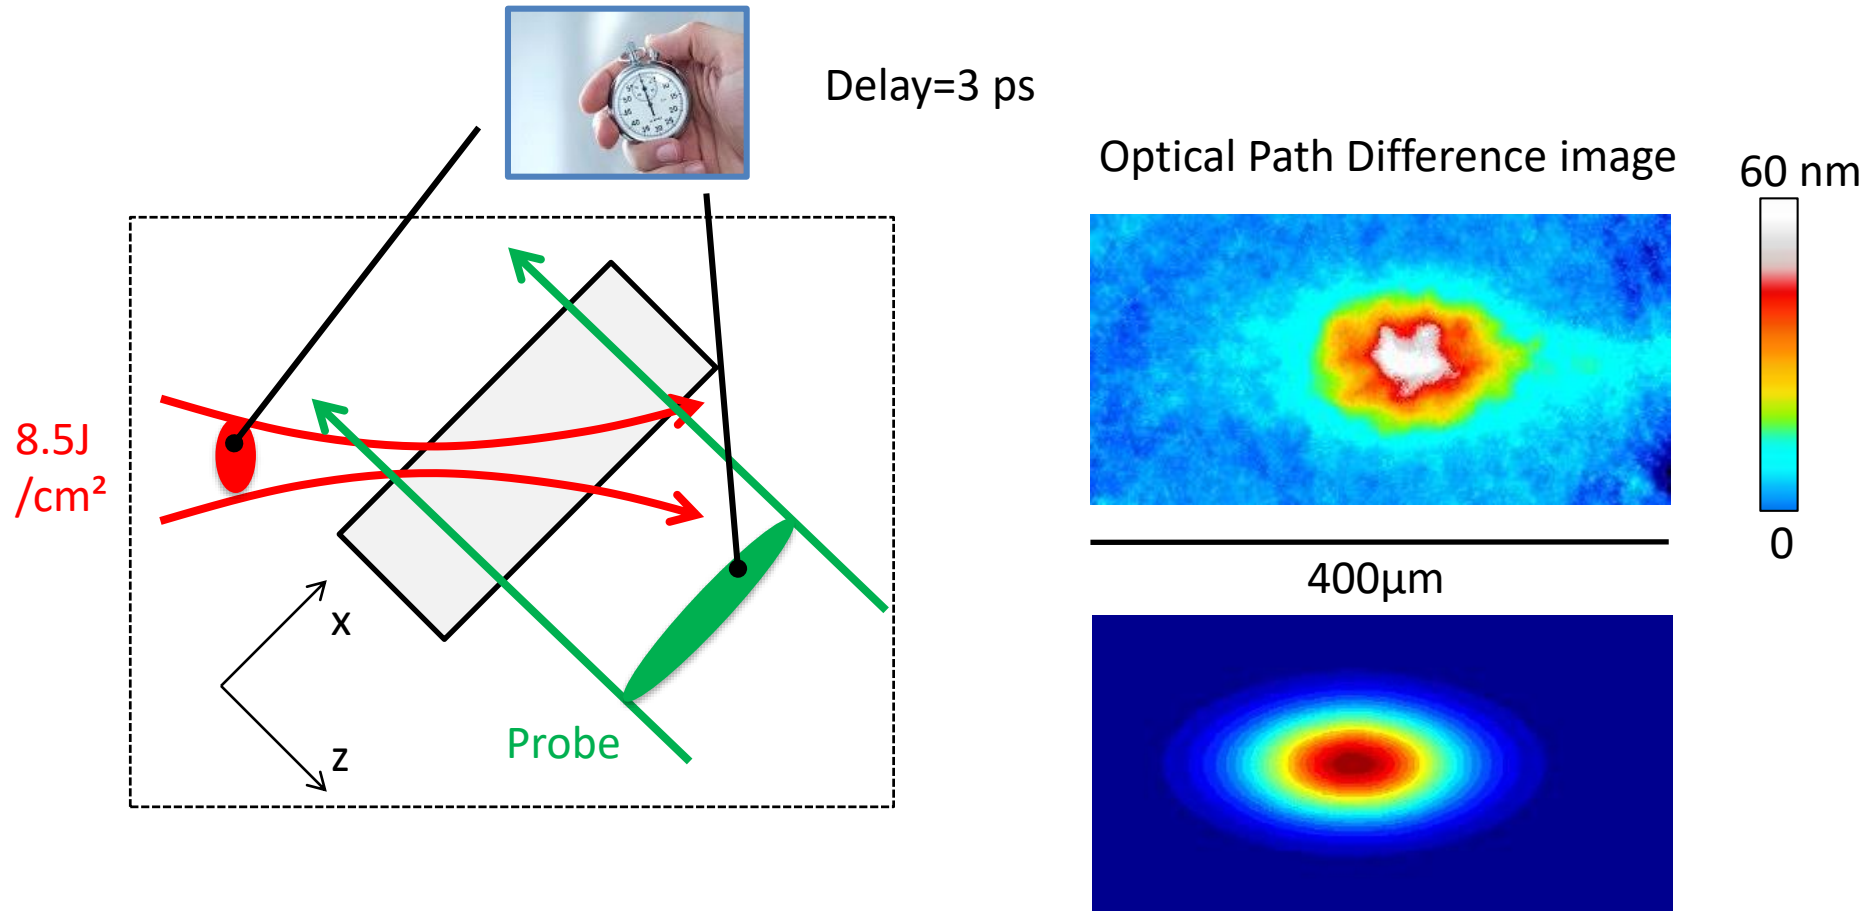 Delay=3 ps
Optical Path Difference image
60 nm
8.5J
/cm²
0
400µm
x
Probe
z